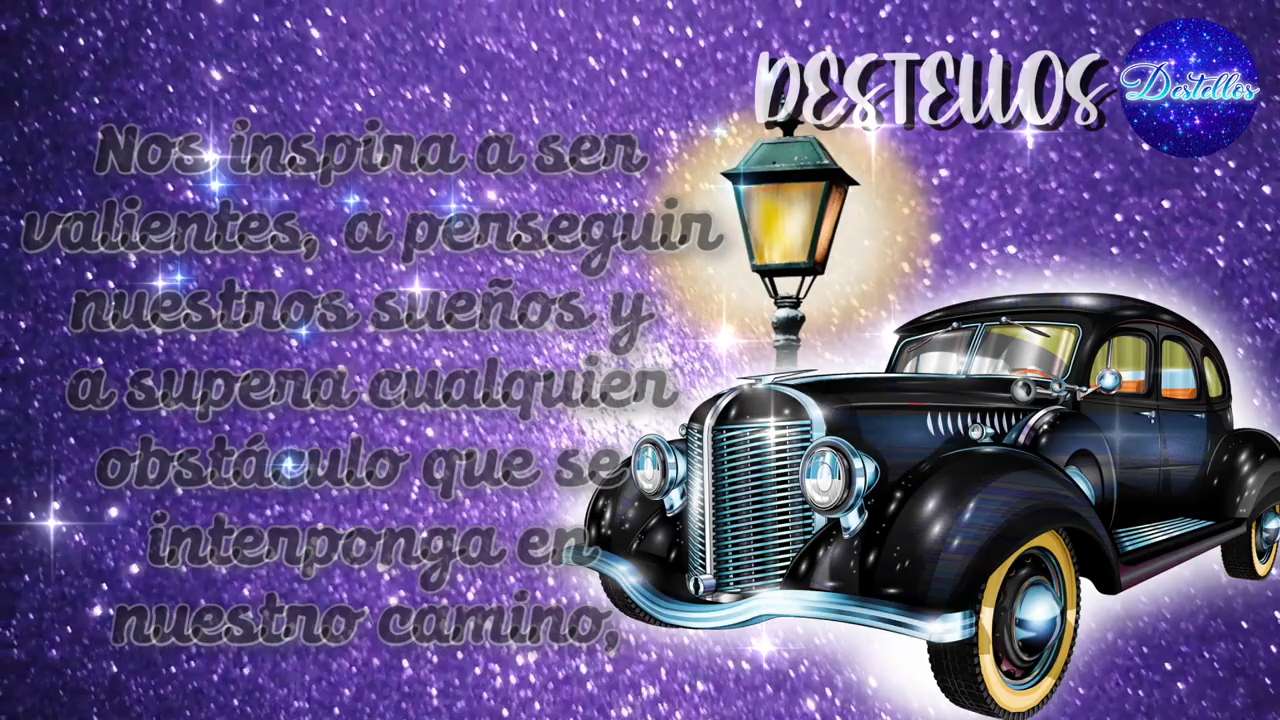 DESTELLOS
Destellos
Nos inspira a ser
valientes, a perseguir
nuestros sueños y
a supera cualquier
obstáculo que se
interponga en
nuestro camino,